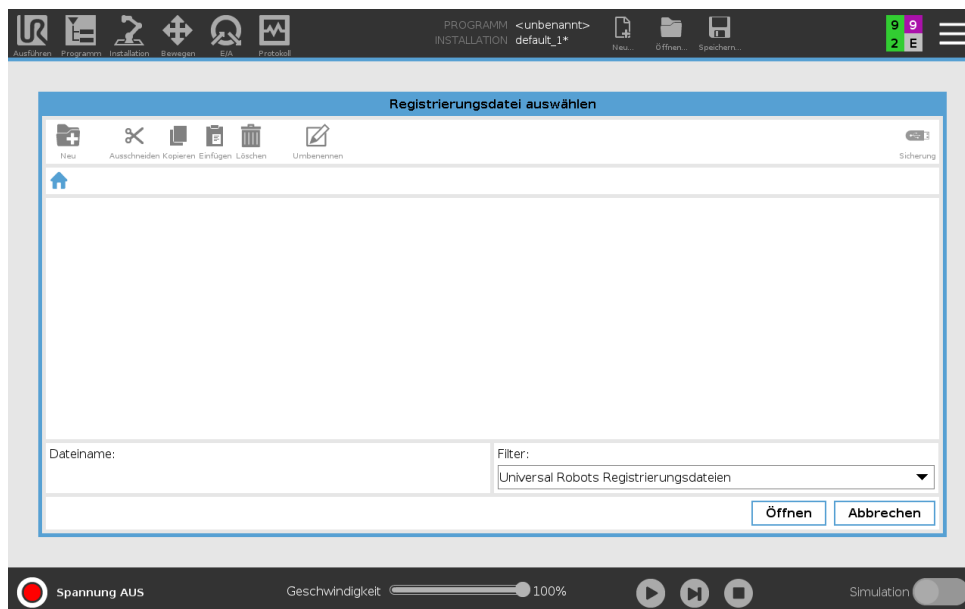 PROGRAMM <unbenannt>
INSTALLATION default_1*
Ausführen Programm Installation Bewegen E/A Protokoll
Neu... Öffnen... Speichern...
9 9
2 E
Registrierungsdatei auswählen
Neu Ausschneiden Kopieren Einfügen Löschen Umbenennen Sicherung
Dateiname: Filter:
Universal Robots Registrierungsdateien
Öffnen Abbrechen
Spannung AUS Geschwindigkeit 100% Simulation